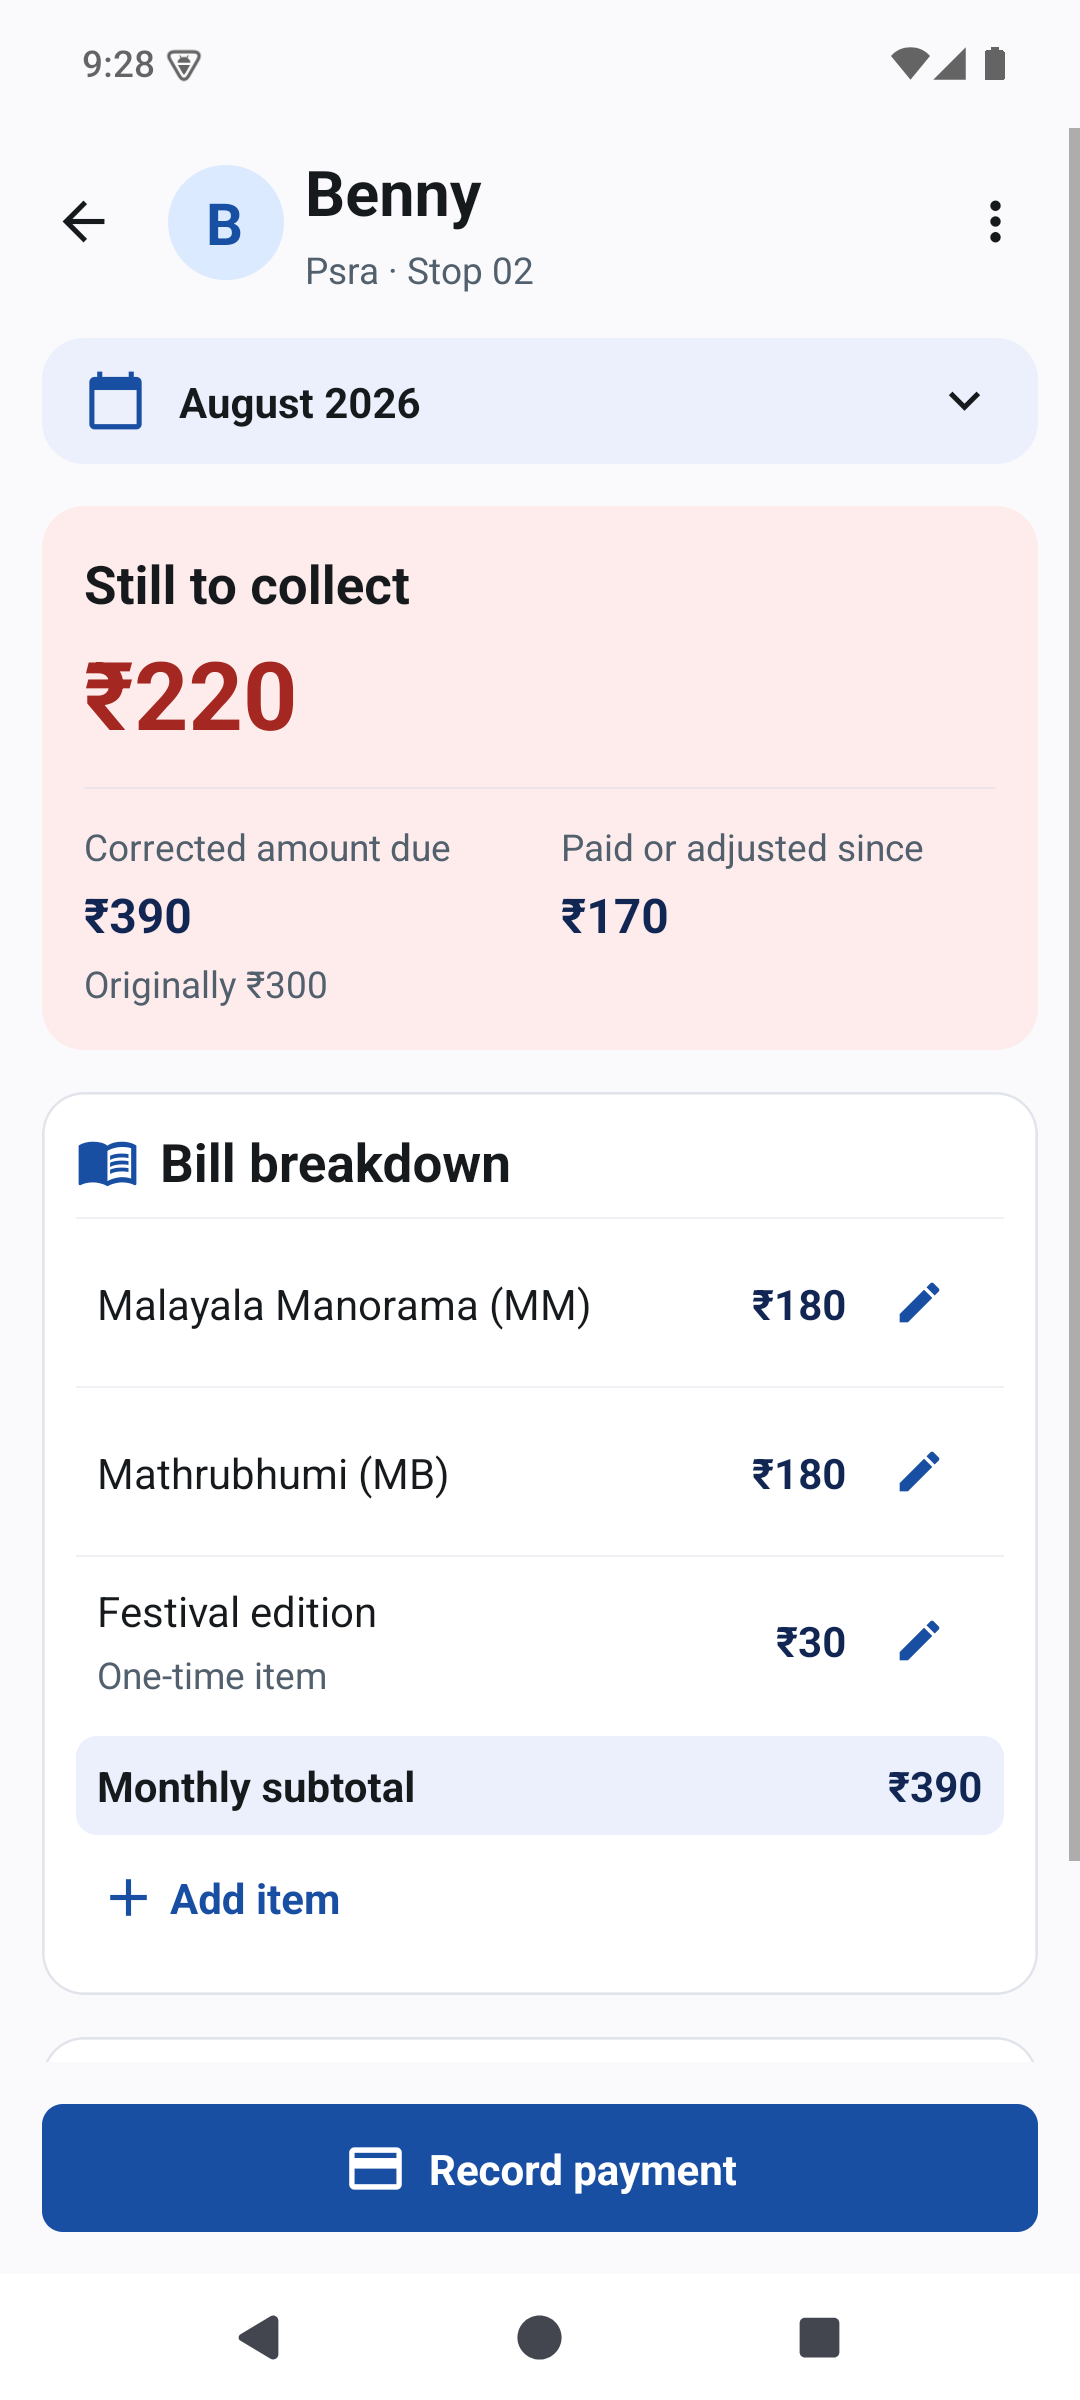 9:28
B
Benny
Psra · Stop 02
August 2026
Still to collect
₹220
Corrected amount due
Paid or adjusted since
₹390
₹170
Originally ₹300
Bill breakdown
Malayala Manorama (MM) ₹180
Mathrubhumi (MB) ₹180
Festival edition
One-time item
₹30
Monthly subtotal ₹390
Add item
Record payment